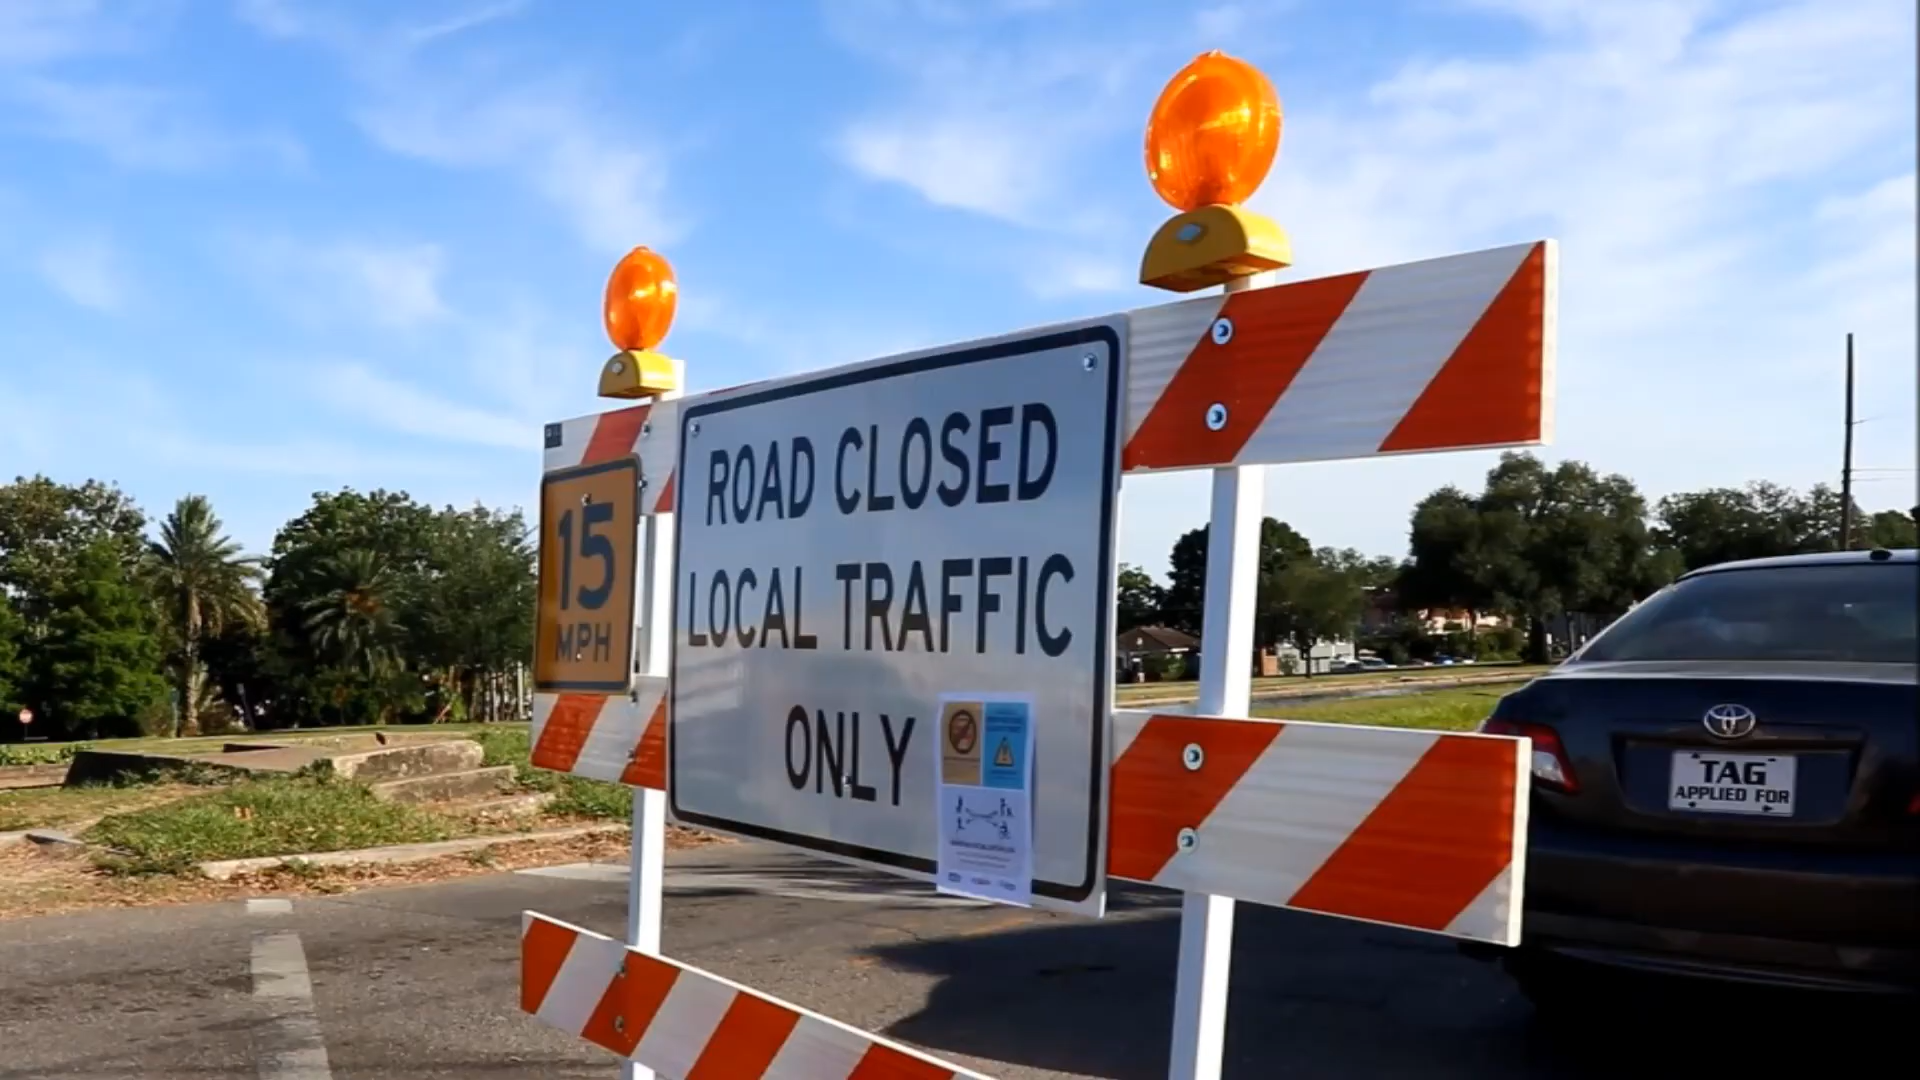 15
MPH
ROAD CLOSED
LOCAL TRAFFIC
ONLY
TAG
APPLIED FOR